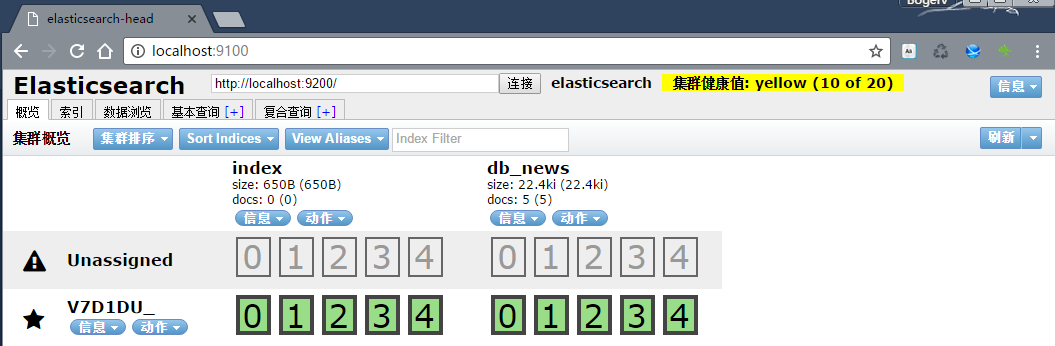 elasticsearch-head
localhost:9100
Elasticsearch http://localhost:9200/ 连接 elasticsearch 集群健康值: yellow (10 of 20) 信息
概览 索引 数据浏览 基本查询 [+] 复合查询 [+]
集群概览 集群排序 Sort Indices View Aliases Index Filter 刷新
index db_news
size: 650B (650B) size: 22.4ki (22.4ki)
docs: 0 (0) docs: 5 (5)
信息 动作 信息 动作
Unassigned 0 1 2 3 4 0 1 2 3 4
V7D1DU_ 0 1 2 3 4 0 1 2 3 4
信息 动作